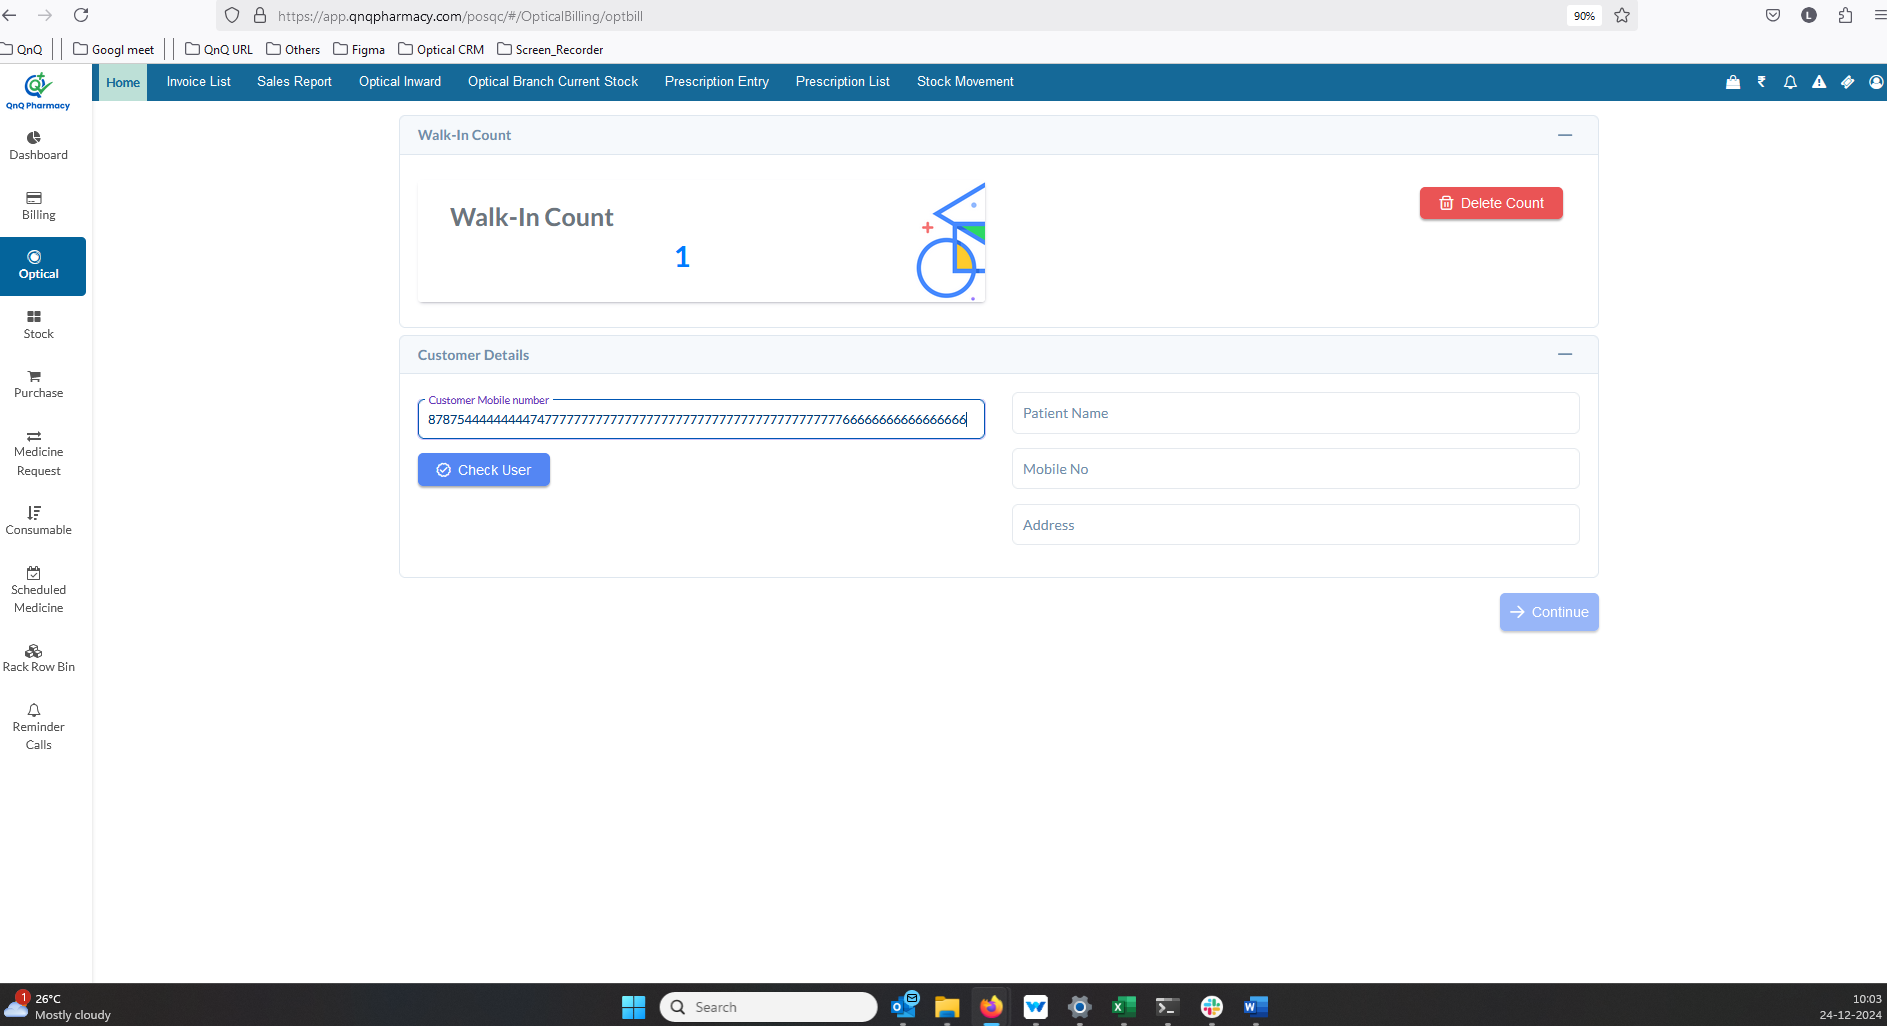 https://app.qnqpharmacy.com/posqc/#/OpticalBilling/optbill
90%
L
QnQ
Googl meet
QnQ URL
Others
Figma
Optical CRM
Screen_Recorder
QnQ Pharmacy
Home
Invoice List
Sales Report
Optical Inward
Optical Branch Current Stock
Prescription Entry
Prescription List
Stock Movement
Dashboard
Billing
Optical
Stock
Purchase
Medicine
Request
Consumable
Scheduled
Medicine
Rack Row Bin
Reminder
Calls
Walk-In Count
Walk-In Count
1
Delete Count
Customer Details
Customer Mobile number
Check User
Patient Name
Mobile No
Address
Continue
1
26°C
Mostly cloudy
Search
10:03
24-12-2024